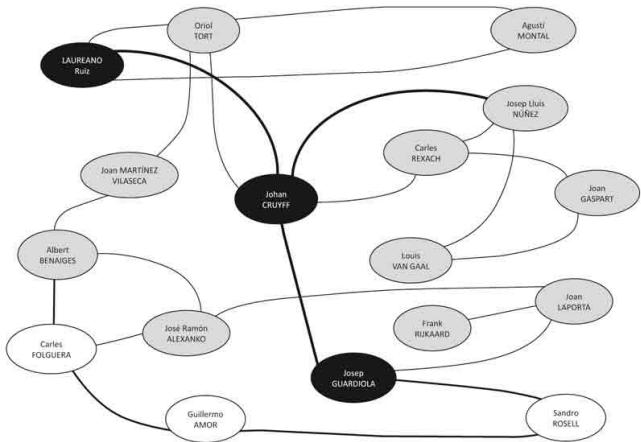 Oriol
TORT
Agustí
MONTAL
LAUREANO
Ruiz
Josep Lluis
NÚÑEZ
Carles
REXACH
Joan MARTÍNEZ
VILASECA
Johan
CRUYFF
Joan
GASPART
Albert
BENAIGES
Louis
VAN GAAL
Joan
LAPORTA
José Ramón
ALEXANKO
Frank
RIJKAARD
Carles
FOLGUERA
Josep
GUARDIOLA
Guillermo
AMOR
Sandro
ROSELL